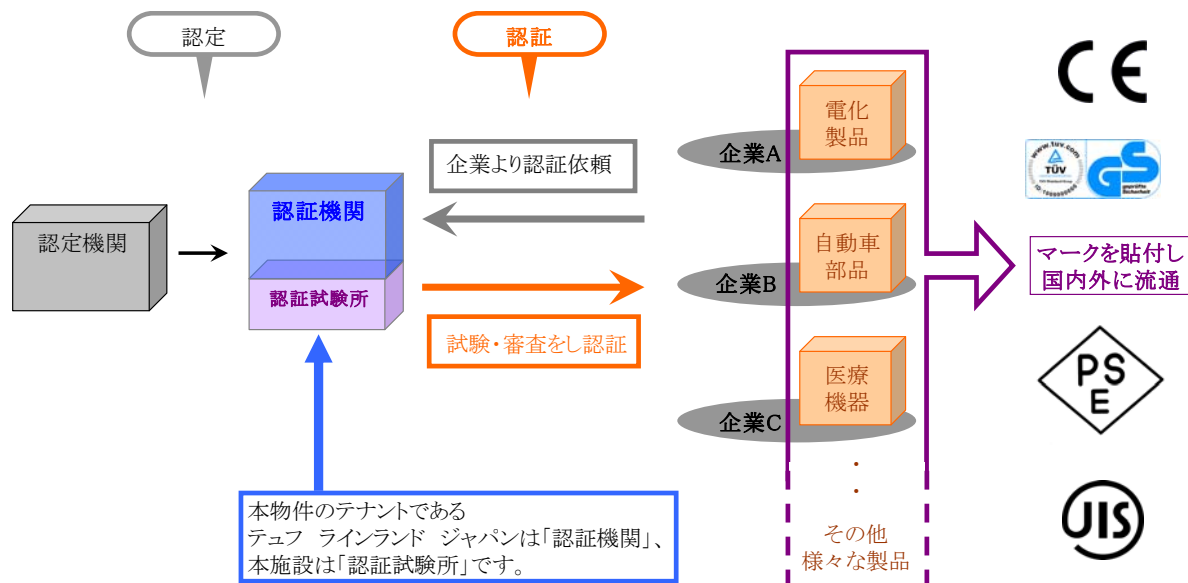 認定
認証
認定機関
認証機関
認証試験所
企業より認証依頼
試験・審査をし認証
本物件のテナントである
テュフ ラインランド ジャパンは「認証機関」、
本施設は「認証試験所」です。
企業A
電化
製品
企業B
自動車
部品
企業C
医療
機器
・
・
その他
様々な製品
CE
www.tuv.com
TÜV
GS
geprüfte
Sicherheit
マークを貼付し
国内外に流通
PS
E
JIS